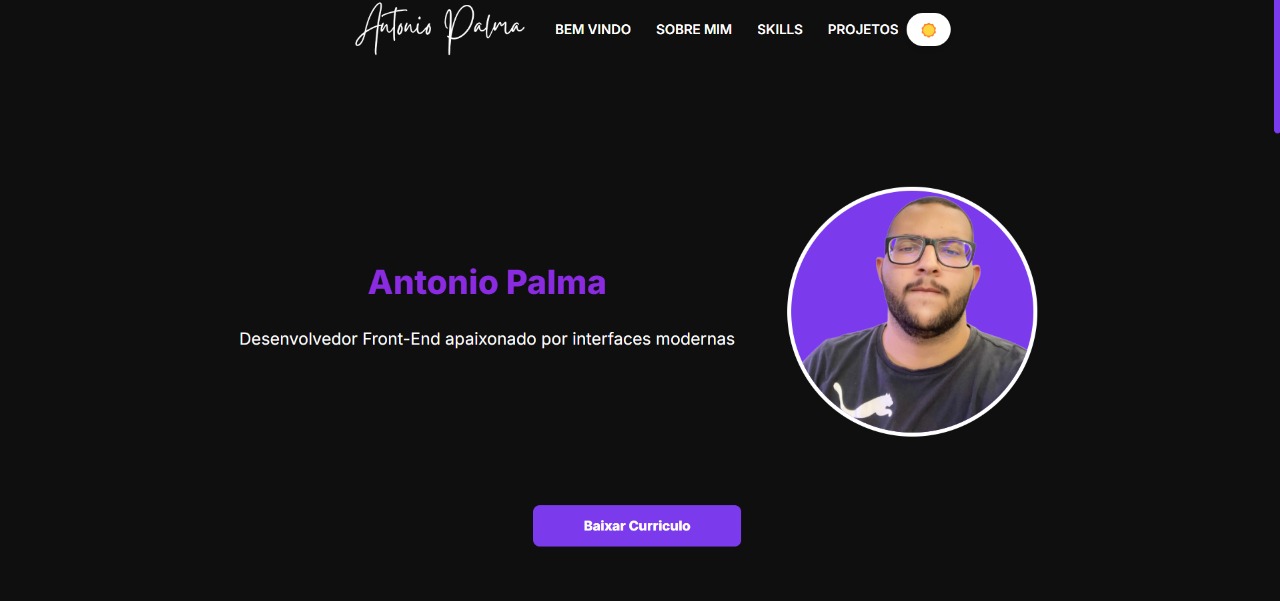 Antonio Palma
BEM VINDO
SOBRE MIM
SKILLS
PROJETOS
Antonio Palma
Desenvolvedor Front-End apaixonado por interfaces modernas
Baixar Curriculo